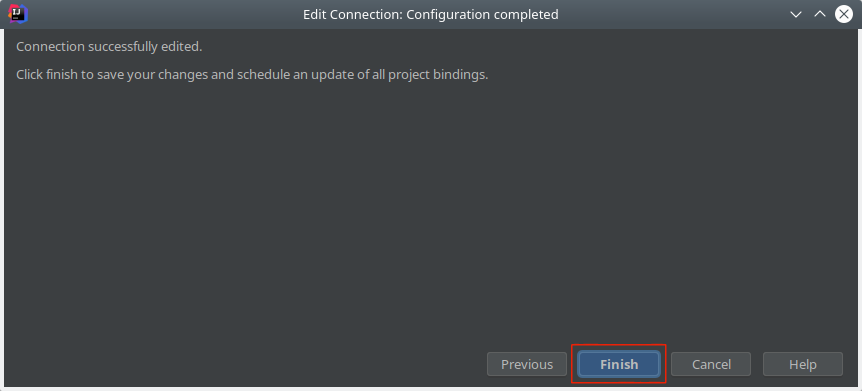 IJ
Edit Connection: Configuration completed
Connection successfully edited.
Click finish to save your changes and schedule an update of all project bindings.
Previous
Finish
Cancel
Help